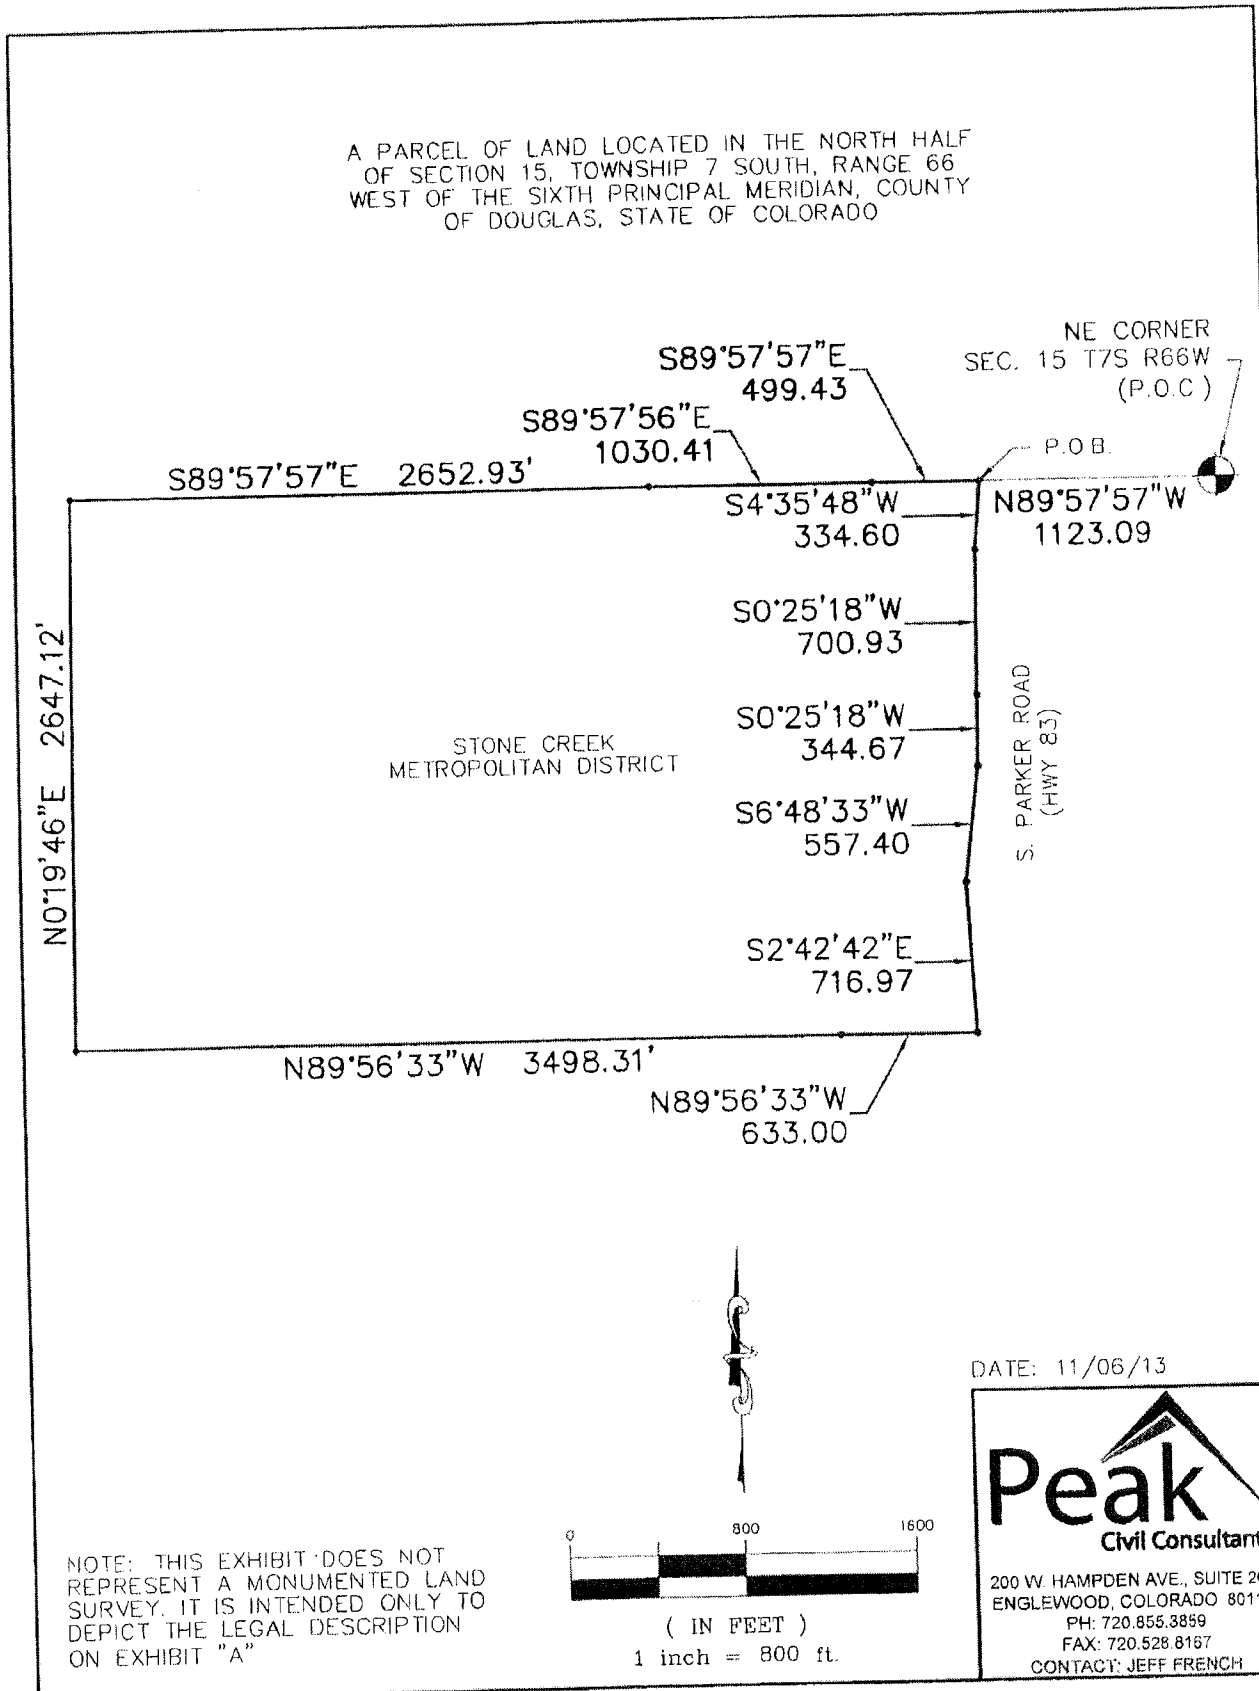 A PARCEL OF LAND LOCATED IN THE NORTH HALF
OF SECTION 15, TOWNSHIP 7 SOUTH, RANGE 66
WEST OF THE SIXTH PRINCIPAL MERIDIAN, COUNTY
OF DOUGLAS, STATE OF COLORADO
NE CORNER
SEC. 15 T7S R66W
(P.O.C)
S89°57'57"E
499.43
S89°57'56"E
1030.41
P.O.B.
S89°57'57"E 2652.93'
N89°57'57"W
1123.09
S4°35'48"W
334.60
S0°25'18"W
700.93
N0°19'46"E 2647.12'
S. PARKER ROAD
(HWY 83)
S0°25'18"W
344.67
STONE CREEK
METROPOLITAN DISTRICT
S6°48'33"W
557.40
S2°42'42"E
716.97
N89°56'33"W 3498.31'
N89°56'33"W
633.00
DATE: 11/06/13
Peak
Civil Consultant
200 W. HAMPDEN AVE., SUITE 20
ENGLEWOOD, COLORADO 801
PH: 720.855.3859
FAX: 720.528.8167
CONTACT: JEFF FRENCH
0 800 1600
( IN FEET )
1 inch = 800 ft.
NOTE: THIS EXHIBIT DOES NOT
REPRESENT A MONUMENTED LAND
SURVEY. IT IS INTENDED ONLY TO
DEPICT THE LEGAL DESCRIPTION
ON EXHIBIT "A"